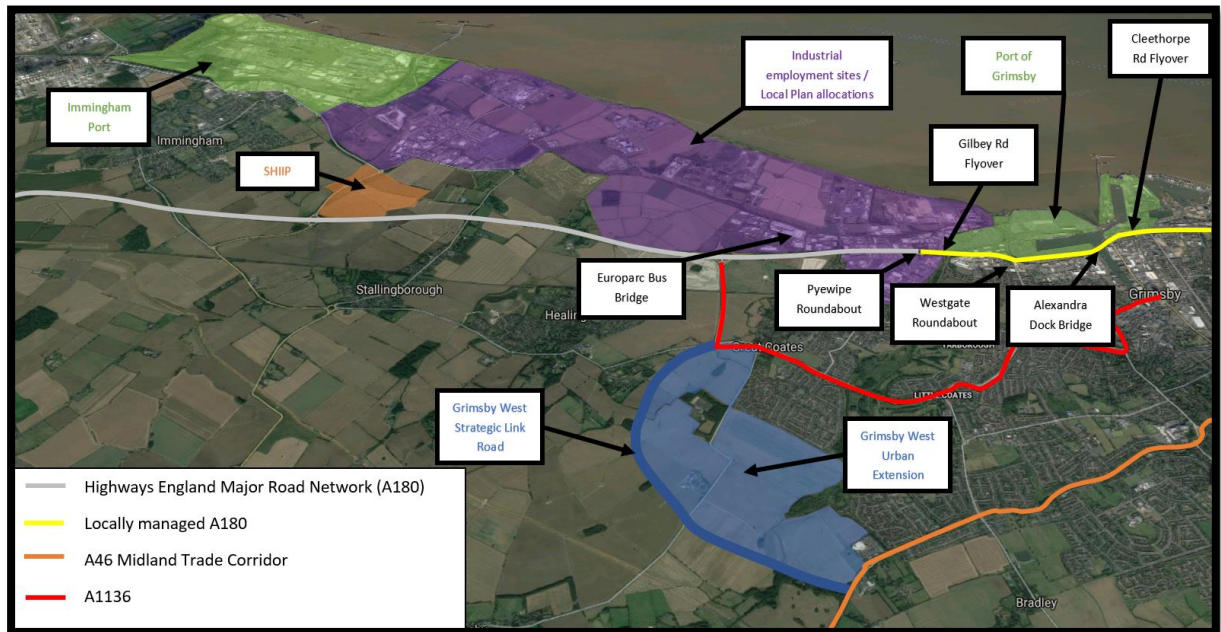 Immingham
Port
Immingham
SHIIP
Industrial
employment sites /
Local Plan allocations
Port of
Grimsby
Cleethorpe
Rd Flyover
Gilbey Rd
Flyover
Europarc Bus
Bridge
Pyewipe
Roundabout
Westgate
Roundabout
Alexandra
Dock Bridge
Grimsby
Stallingborough
Healing
Great Coates
YARBOROUGH
LITTLE COATES
Grimsby West
Strategic Link
Road
Grimsby West
Urban
Extension
Bradley
Highways England Major Road Network (A180)
Locally managed A180
A46 Midland Trade Corridor
A1136